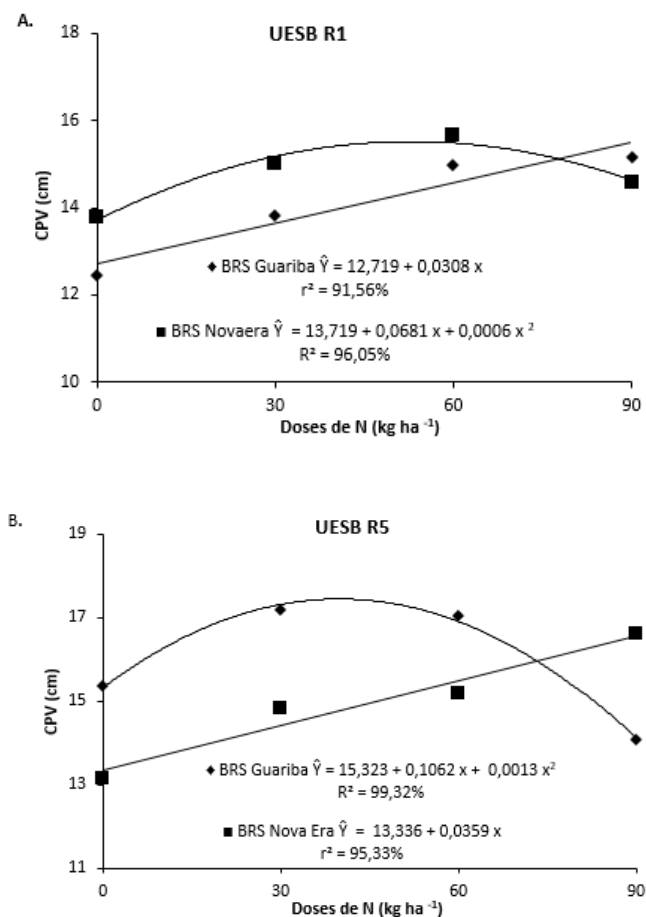 A.
UESB R1
18
16
14
12
10
CPV (cm)
◆ BRS Guariba Ŷ = 12,719 + 0,0308 x
r² = 91,56%
■ BRS Novaera Ŷ = 13,719 + 0,0681 x + 0,0006 x ²
R² = 96,05%
0 30 60 90
Doses de N (kg ha ⁻¹)
B.
UESB R5
19
17
15
13
11
CPV (cm)
◆ BRS Guariba Ŷ = 15,323 + 0,1062 x + 0,0013 x²
R² = 99,32%
■ BRS Nova Era Ŷ = 13,336 + 0,0359 x
r² = 95,33%
0 30 60 90
Doses de N (kg ha ⁻¹)